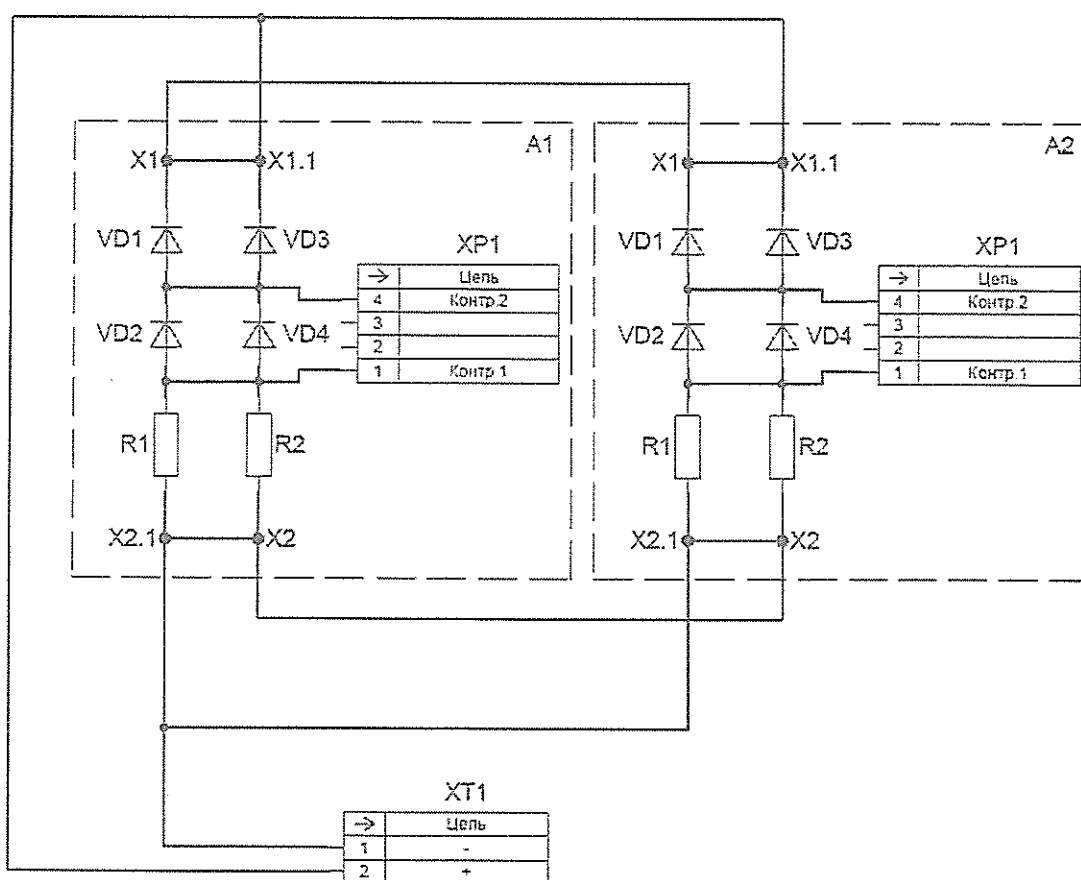 A1
A2
X1 X1.1
X1 X1.1
VD1 VD3
VD1 VD3
XP1
→ Цепь
4 Контр.2
3
2
1 Контр.1
XP1
→ Цепь
4 Контр.2
3
2
1 Контр.1
VD2 VD4
VD2 VD4
R1 R2
R1 R2
X2.1 X2
X2.1 X2
XT1
→ Цепь
1 -
2 +